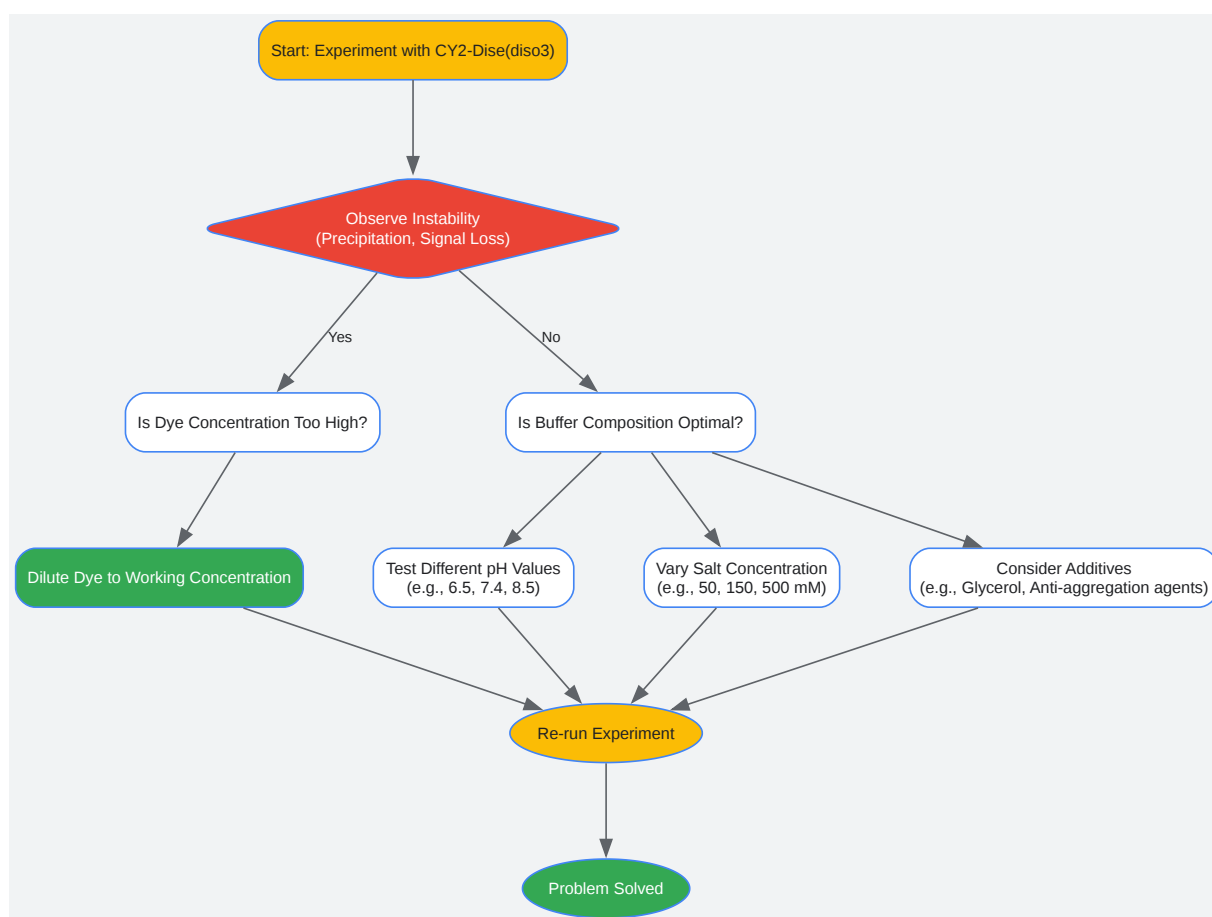 Start: Experiment with CY2-Dise(diso3)
Observe Instability
(Precipitation, Signal Loss)
Yes
No
Is Dye Concentration Too High?
Is Buffer Composition Optimal?
Dilute Dye to Working Concentration
Test Different pH Values
(e.g., 6.5, 7.4, 8.5)
Vary Salt Concentration
(e.g., 50, 150, 500 mM)
Consider Additives
(e.g., Glycerol, Anti-aggregation agents)
Re-run Experiment
Problem Solved